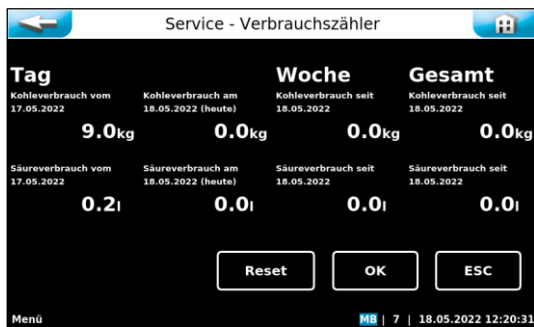 Service - Verbrauchszähler
Tag Woche Gesamt
Kohleverbrauch vom Kohleverbrauch am Kohleverbrauch seit Kohleverbrauch seit
17.05.2022 18.05.2022 (heute) 18.05.2022 18.05.2022
9.0kg 0.0kg 0.0kg 0.0kg
Säureverbrauch vom Säureverbrauch am Säureverbrauch seit Säureverbrauch seit
17.05.2022 18.05.2022 (heute) 18.05.2022 18.05.2022
0.2l 0.0l 0.0l 0.0l
Reset OK ESC
Menü MB | 7 | 18.05.2022 12:20:31